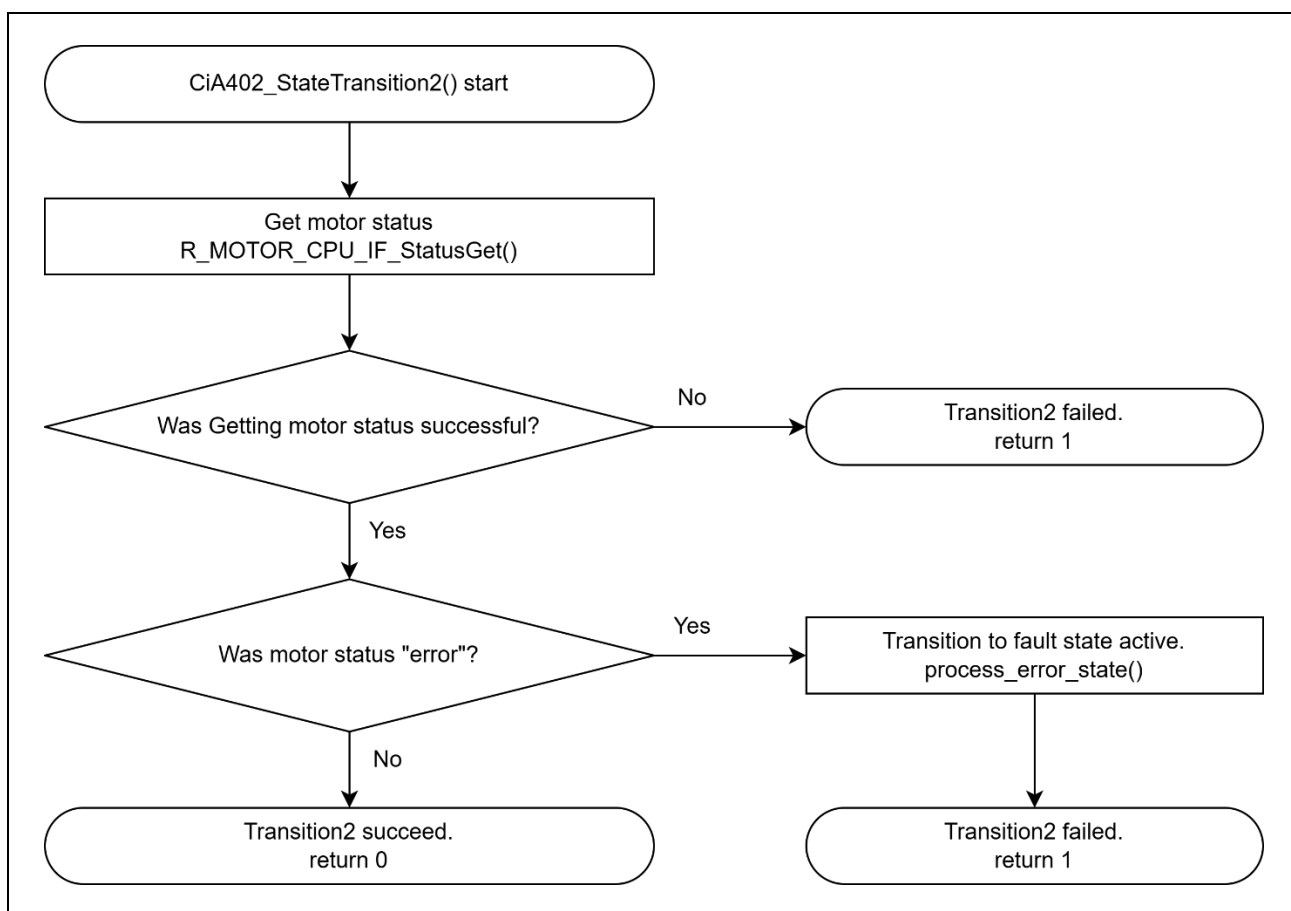 CiA402_StateTransition2() start
Get motor status
R_MOTOR_CPU_IF_StatusGet()
Was Getting motor status successful?
No
Transition2 failed.
return 1
Yes
Was motor status "error"?
Yes
Transition to fault state active.
process_error_state()
No
Transition2 succeed.
return 0
Transition2 failed.
return 1